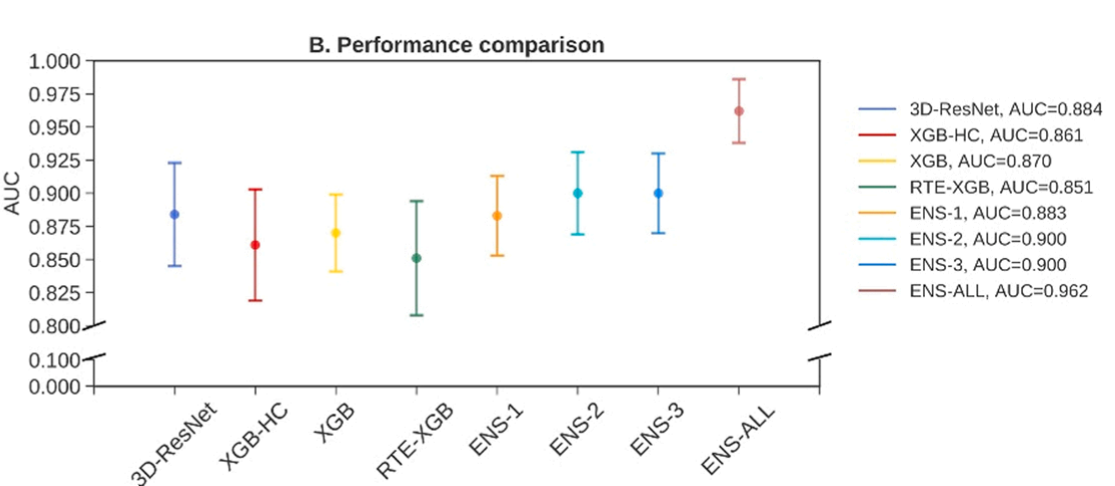 B. Performance comparison
1.000
0.975
0.950
0.925
0.900
0.875
0.850
0.825
0.800
0.100
0.000
AUC
3D-ResNet
XGB-HC
XGB
RTE-XGB
ENS-1
ENS-2
ENS-3
ENS-ALL
3D-ResNet, AUC=0.884
XGB-HC, AUC=0.861
XGB, AUC=0.870
RTE-XGB, AUC=0.851
ENS-1, AUC=0.883
ENS-2, AUC=0.900
ENS-3, AUC=0.900
ENS-ALL, AUC=0.962